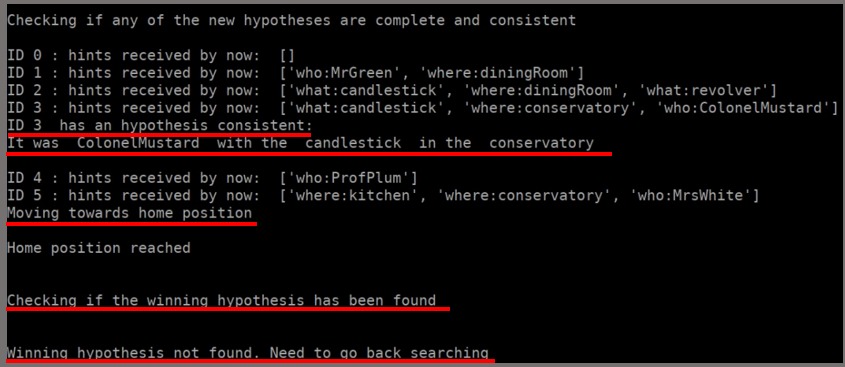 Checking if any of the new hypotheses are complete and consistent
ID 0 : hints received by now:  []
ID 1 : hints received by now:  ['who:MrGreen', 'where:diningRoom']
ID 2 : hints received by now:  ['what:candlestick', 'where:diningRoom', 'what:revolver']
ID 3 : hints received by now:  ['what:candlestick', 'where:conservatory', 'who:ColonelMustard']
ID 3  has an hypothesis consistent:
It was  ColonelMustard  with the  candlestick  in the  conservatory
ID 4 : hints received by now:  ['who:ProfPlum']
ID 5 : hints received by now:  ['where:kitchen', 'where:conservatory', 'who:MrsWhite']
Moving towards home position
Home position reached
Checking if the winning hypothesis has been found
Winning hypothesis not found. Need to go back searching